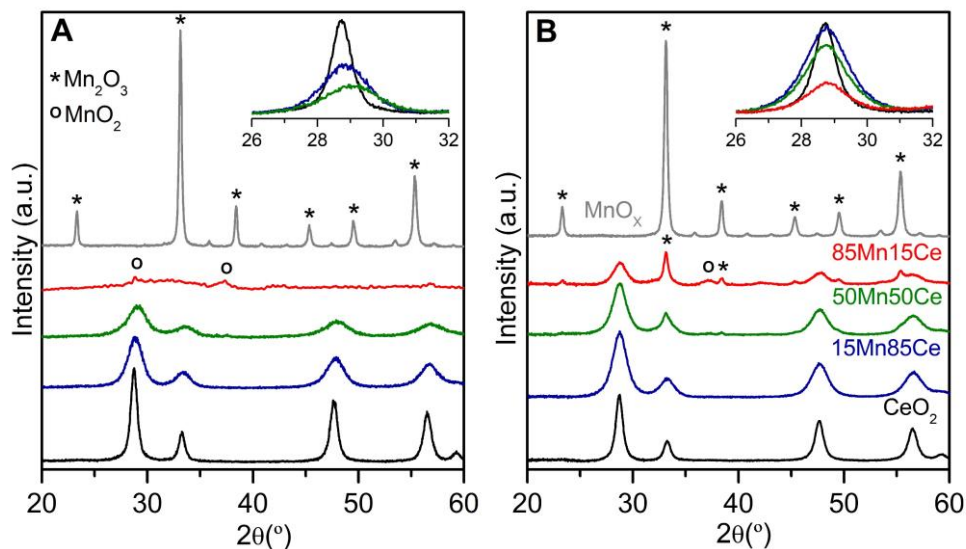 A
* Mn₂O₃
o MnO₂
*
*
*
*
*
*
o
o
26 28 30 32
Intensity (a.u.)
20 30 40 50 60
2θ(º)
B
*
*
*
*
*
*
MnOₓ
26 28 30 32
*
o *
85Mn15Ce
50Mn50Ce
15Mn85Ce
CeO₂
Intensity (a.u.)
20 30 40 50 60
2θ(º)